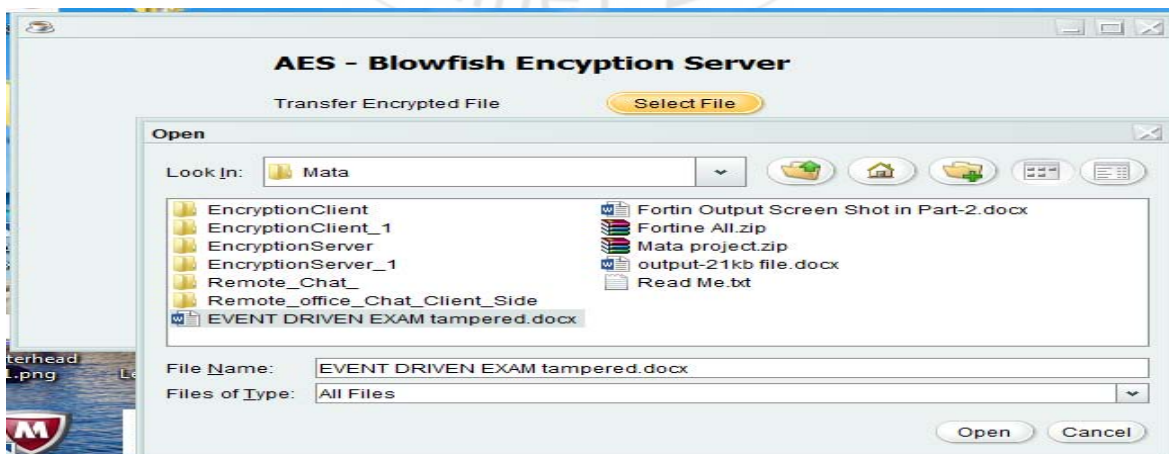 AES - Blowfish Encyption Server
Transfer Encrypted File Select File
Open
Look In: Mata
EncryptionClient
EncryptionClient_1
EncryptionServer
EncryptionServer_1
Remote_Chat_
Remote_office_Chat_Client_Side
EVENT DRIVEN EXAM tampered.docx
Fortin Output Screen Shot in Part-2.docx
Fortine All.zip
Mata project.zip
output-21kb file.docx
Read Me.txt
File Name: EVENT DRIVEN EXAM tampered.docx
Files of Type: All Files
Open Cancel
terhead
1.png Le